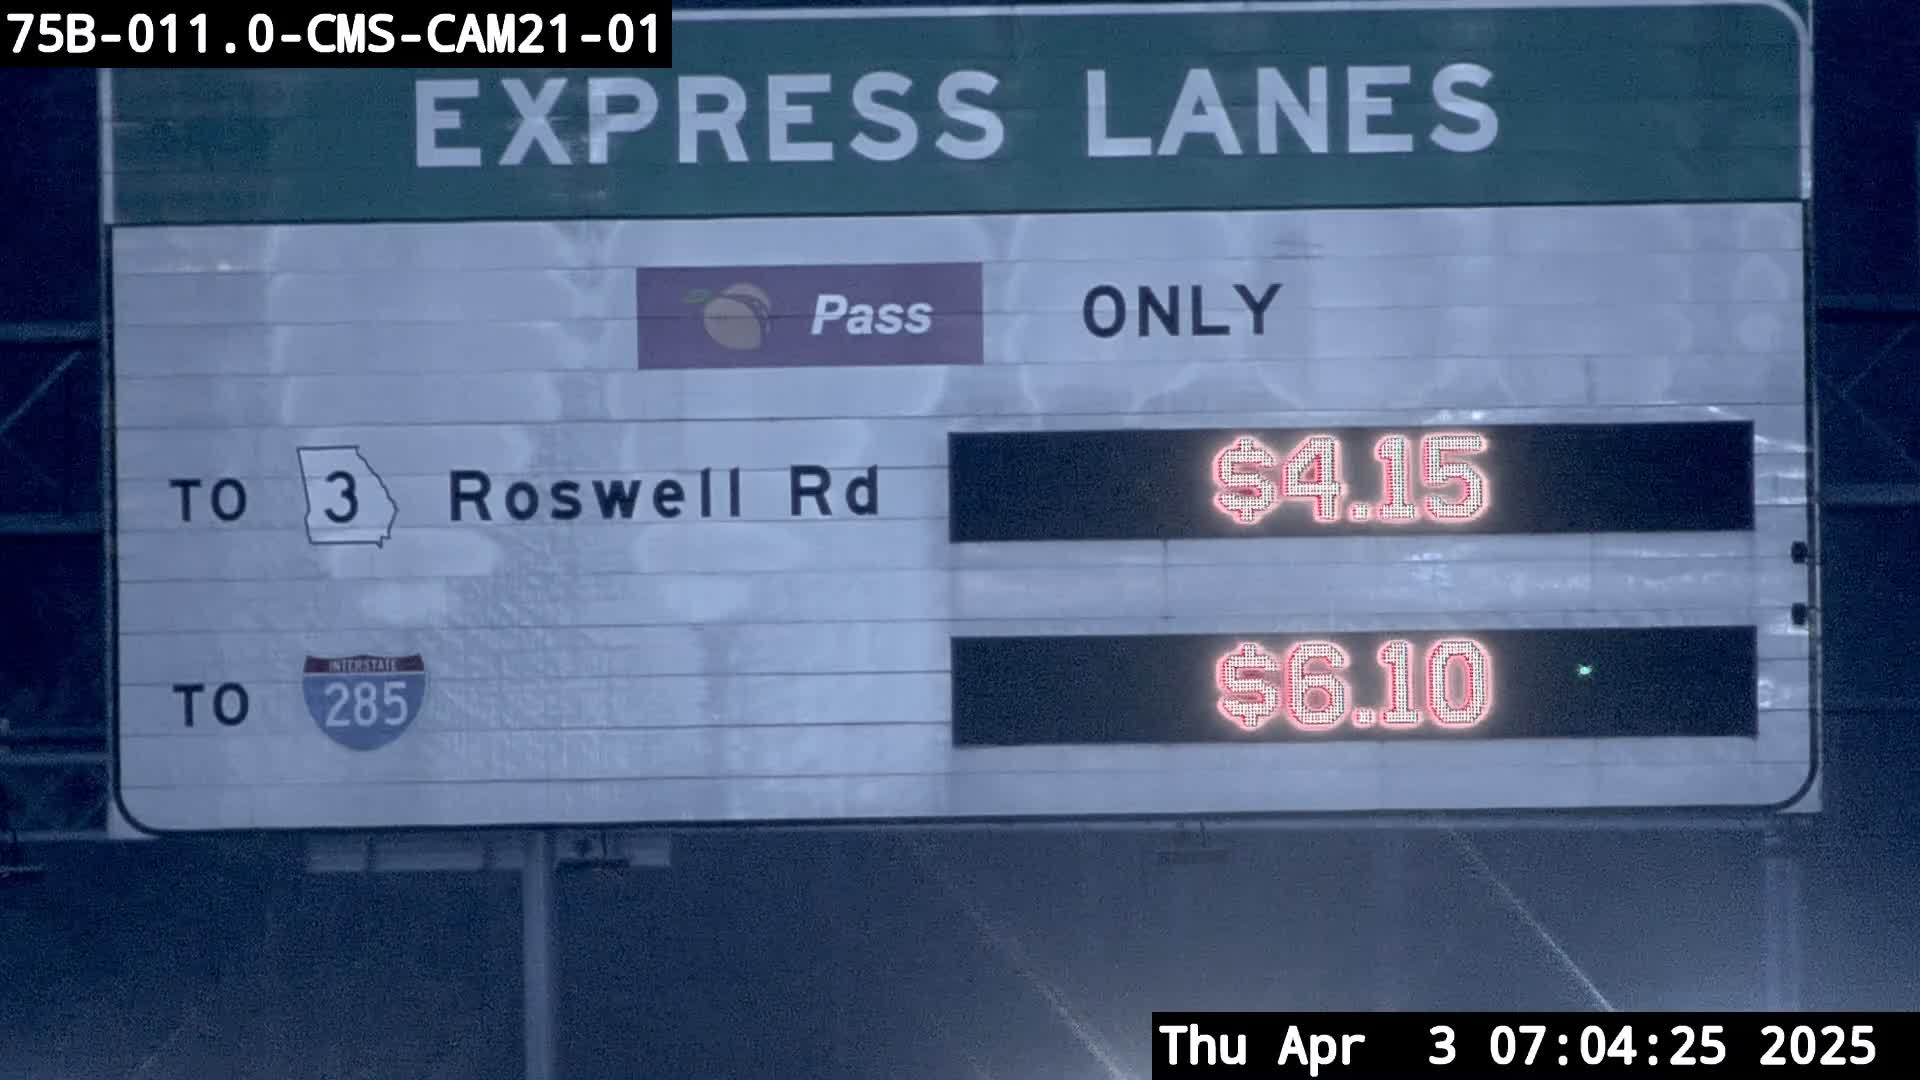 75B-011.0-CMS-CAM21-01
EXPRESS LANES
Pass ONLY
TO 3 Roswell Rd $4.15
INTERSTATE
TO 285 $6.10
Thu Apr 3 07:04:25 2025